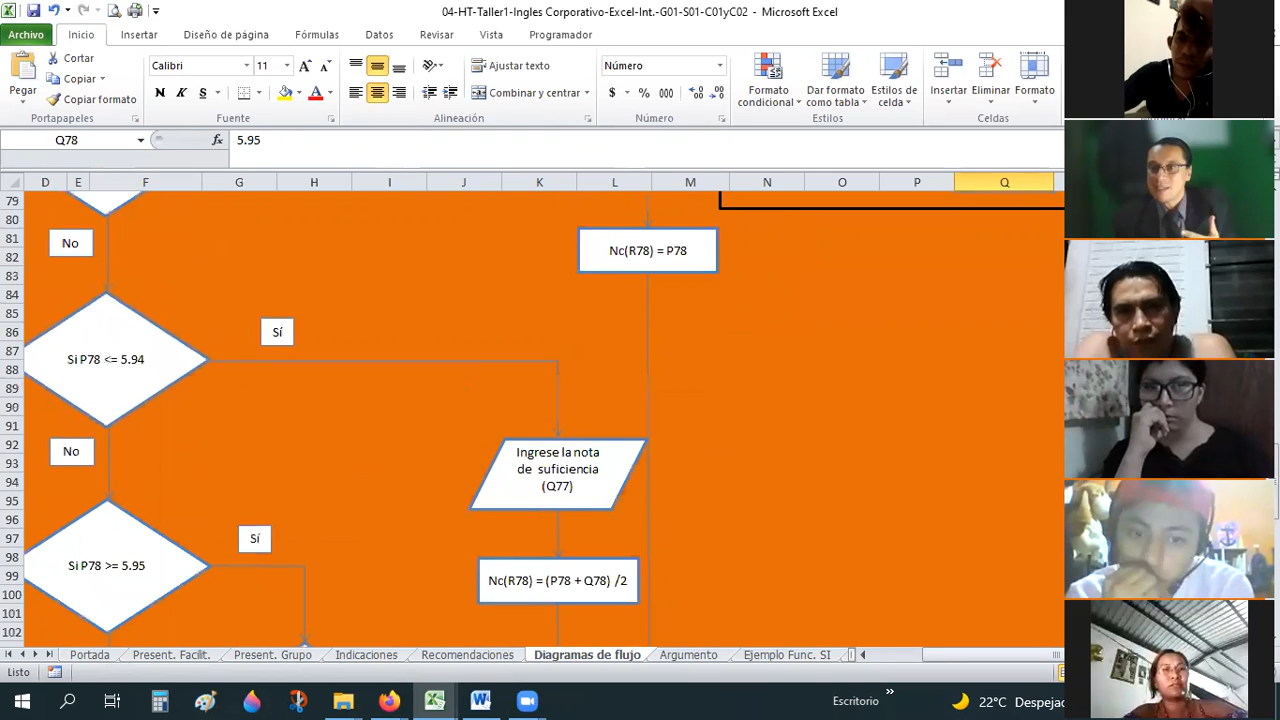 04-HT-Taller1-Ingles Corporativo-Excel-Int.-G01-S01-C01yC02 - Microsoft Excel
Archivo Inicio Insertar Diseño de página Fórmulas Datos Revisar Vista Programador
Cortar
Copiar
Copiar formato
Pegar
Calibri 11
N K S
Ajustar texto
Combinar y centrar
Número
$ % 000
Formato condicional
Dar formato como tabla
Estilos de celda
Insertar Eliminar Formato
Portapapeles Fuente Alineación Número Estilos Celdas
Q78 fx 5.95
D E F G H I J K L M N O P Q
79
80
81
82
83
84
85
86
87
88
89
90
91
92
93
94
95
96
97
98
99
100
101
102
No
Nc(R78) = P78
Sí
Si P78 <= 5.94
No
Ingrese la nota
de suficiencia
(Q77)
Sí
Si P78 >= 5.95
Nc(R78) = (P78 + Q78) /2
Portada Present. Facilit. Present. Grupo Indicaciones Recomendaciones Diagramas de flujo Argumento Ejemplo Func. SI
Listo
Escritorio » 22°C Despejac